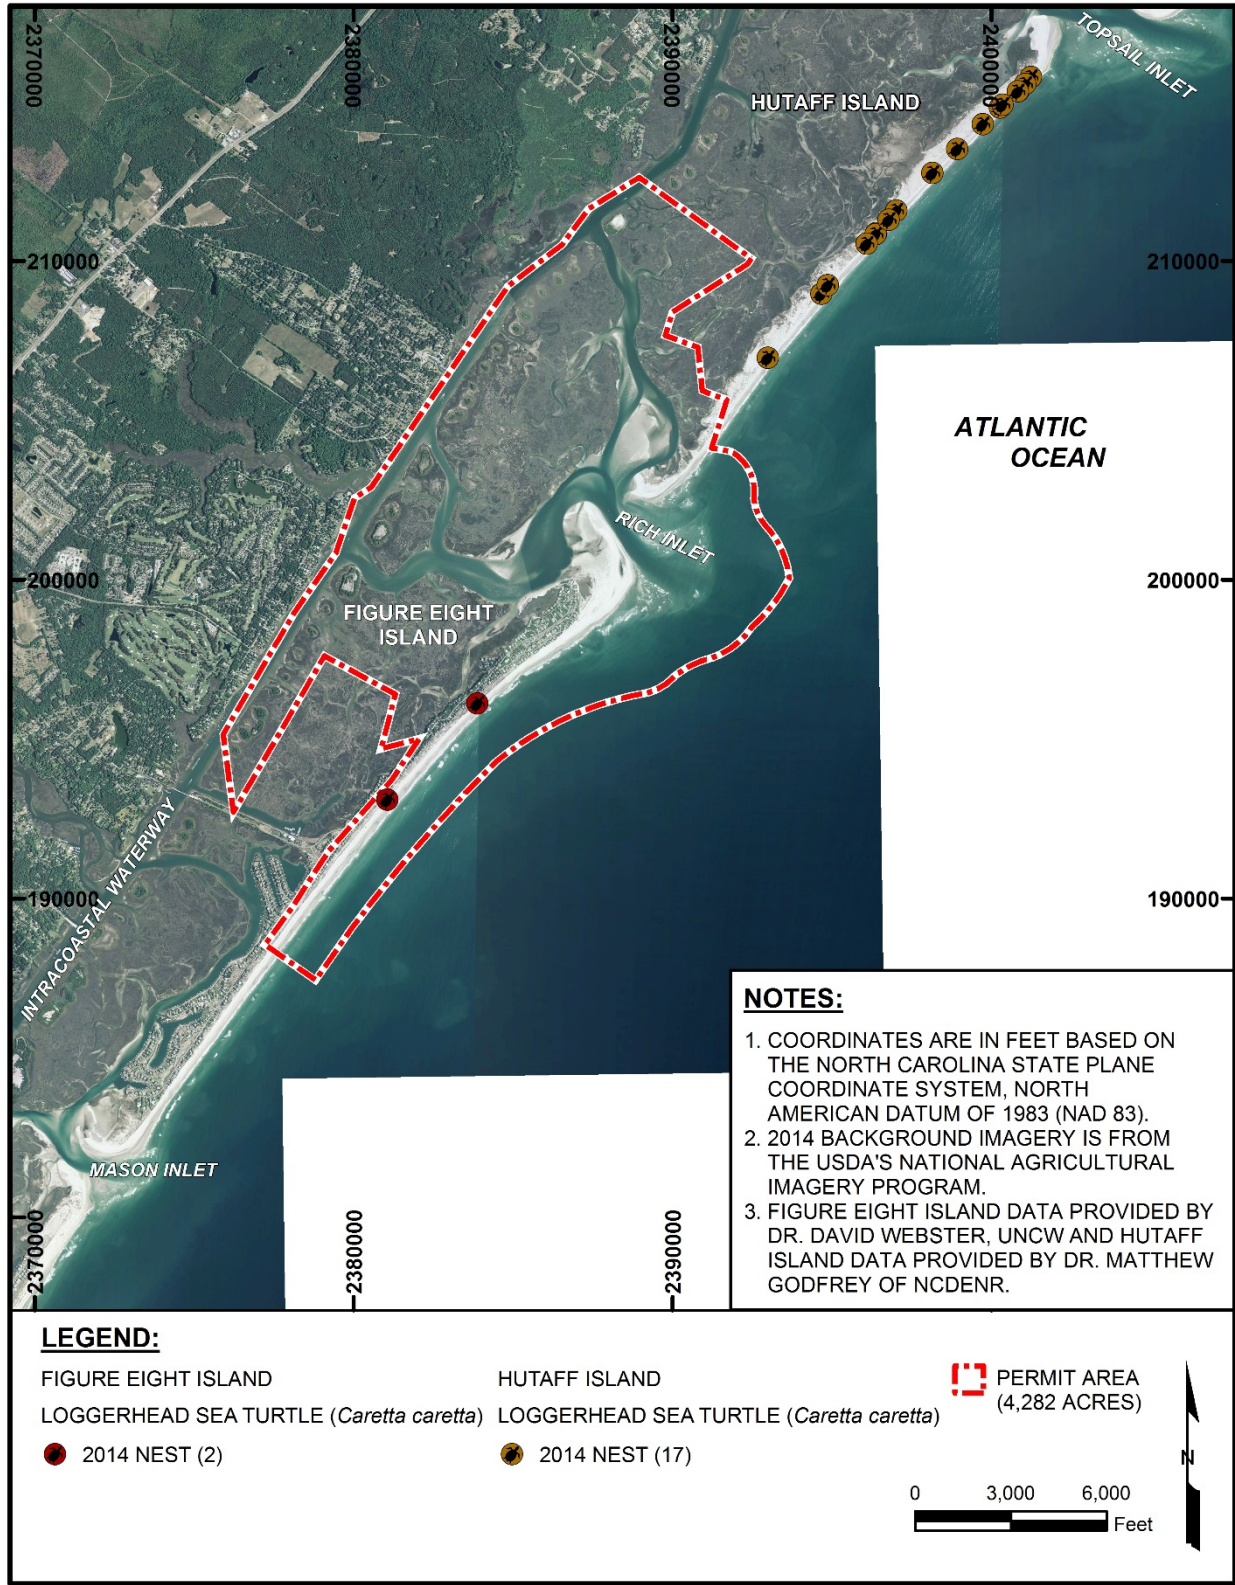 2370000
2380000
2390000
2400000
TOPSAIL INLET
HUTAFF ISLAND
210000
210000
ATLANTIC
OCEAN
RICH INLET
200000
200000
FIGURE EIGHT
ISLAND
INTRACOASTAL WATERWAY
190000
190000
MASON INLET
2370000
2380000
2390000
NOTES:
1. COORDINATES ARE IN FEET BASED ON
THE NORTH CAROLINA STATE PLANE
COORDINATE SYSTEM, NORTH
AMERICAN DATUM OF 1983 (NAD 83).
2. 2014 BACKGROUND IMAGERY IS FROM
THE USDA'S NATIONAL AGRICULTURAL
IMAGERY PROGRAM.
3. FIGURE EIGHT ISLAND DATA PROVIDED BY
DR. DAVID WEBSTER, UNCW AND HUTAFF
ISLAND DATA PROVIDED BY DR. MATTHEW
GODFREY OF NCDENR.
LEGEND:
FIGURE EIGHT ISLAND
LOGGERHEAD SEA TURTLE (Caretta caretta)
2014 NEST (2)
HUTAFF ISLAND
LOGGERHEAD SEA TURTLE (Caretta caretta)
2014 NEST (17)
PERMIT AREA
(4,282 ACRES)
N
0 3,000 6,000
Feet